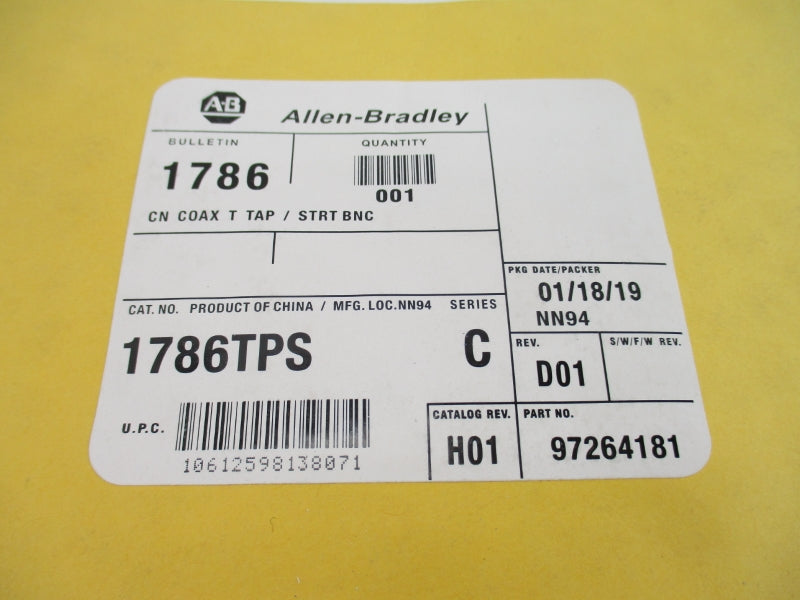 A-B
Allen-Bradley
BULLETIN
QUANTITY
1786
001
CN COAX T TAP / STRT BNC
PKG DATE/PACKER
01/18/19
NN94
CAT. NO. PRODUCT OF CHINA / MFG. LOC.NN94 SERIES
1786TPS C
REV.
S/W/F/W REV.
D01
U.P.C.
10612598138071
CATALOG REV.
H01
PART NO.
97264181